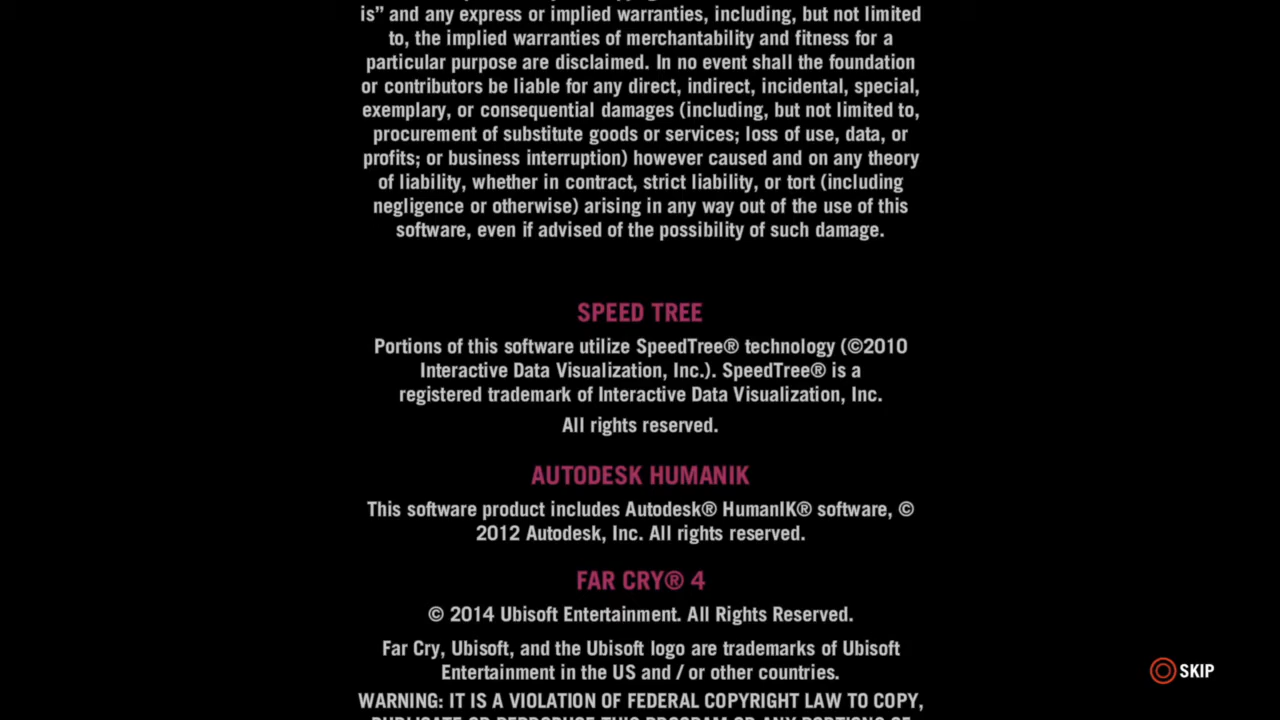 is” and any express or implied warranties, including, but not limited
to, the implied warranties of merchantability and fitness for a
particular purpose are disclaimed. In no event shall the foundation
or contributors be liable for any direct, indirect, incidental, special,
exemplary, or consequential damages (including, but not limited to,
procurement of substitute goods or services; loss of use, data, or
profits; or business interruption) however caused and on any theory
of liability, whether in contract, strict liability, or tort (including
negligence or otherwise) arising in any way out of the use of this
software, even if advised of the possibility of such damage.
SPEED TREE
Portions of this software utilize SpeedTree® technology (©2010
Interactive Data Visualization, Inc.). SpeedTree® is a
registered trademark of Interactive Data Visualization, Inc.
All rights reserved.
AUTODESK HUMANIK
This software product includes Autodesk® HumanIK® software, ©
2012 Autodesk, Inc. All rights reserved.
FAR CRY® 4
© 2014 Ubisoft Entertainment. All Rights Reserved.
Far Cry, Ubisoft, and the Ubisoft logo are trademarks of Ubisoft
Entertainment in the US and / or other countries.
SKIP
WARNING: IT IS A VIOLATION OF FEDERAL COPYRIGHT LAW TO COPY,
DUPLICATE OR REPRODUCE THIS PROGRAM OR ANY PORTIONS OF